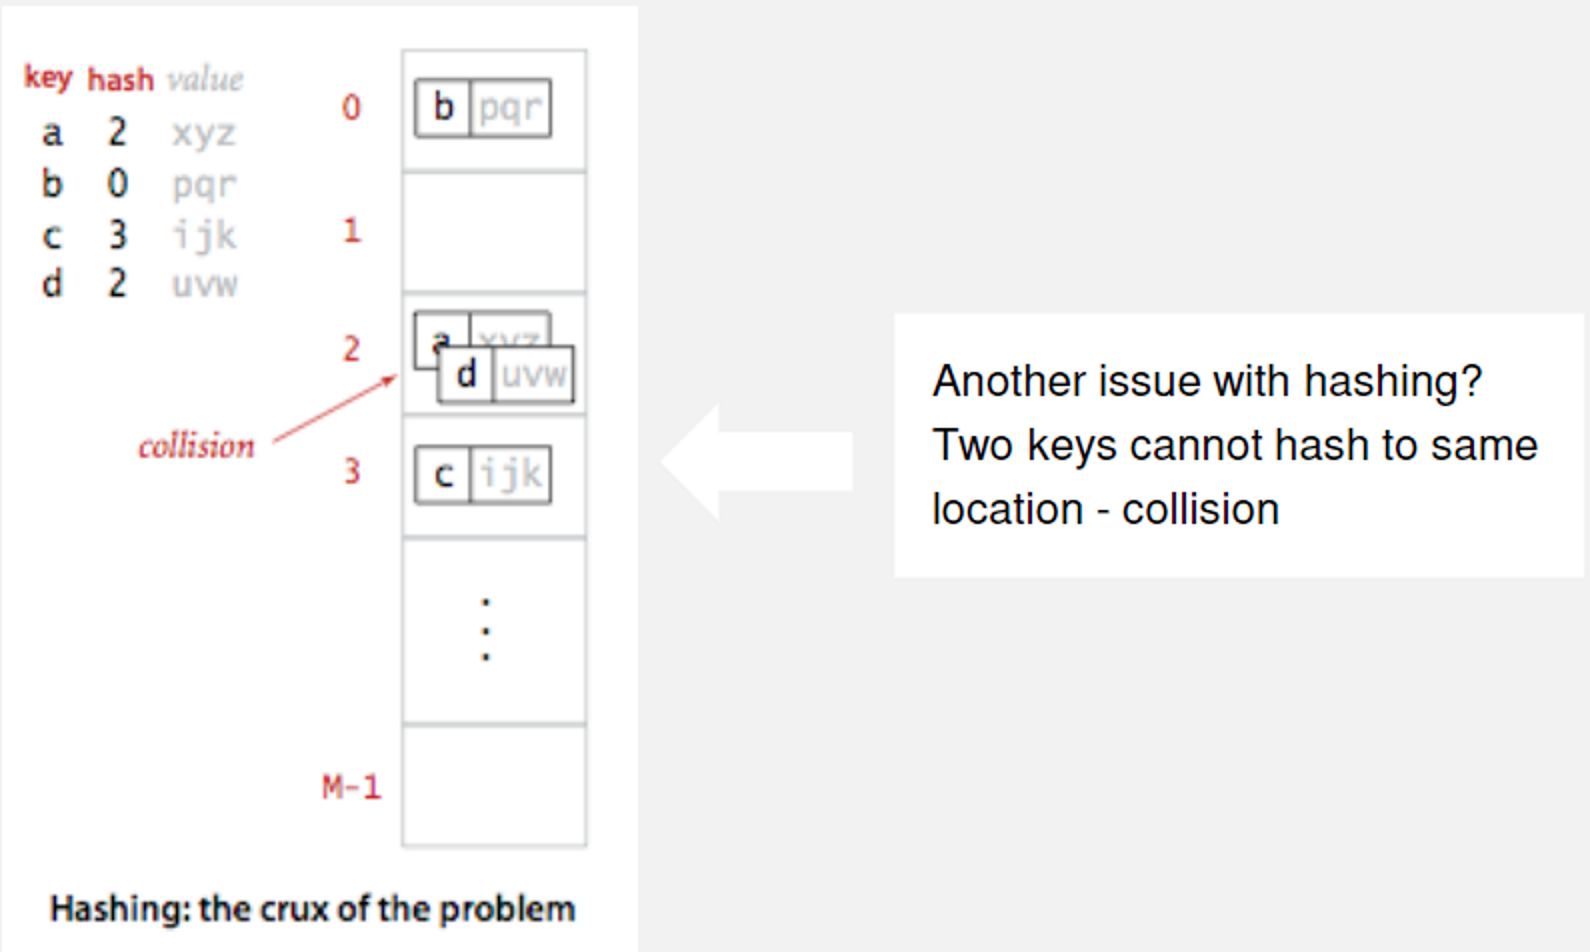 key hash value
a 2 xyz
b 0 pqr
c 3 ijk
d 2 uvw
collision
0 b pqr
1
2 a xyz
d uvw
3 c ijk
M-1
Hashing: the crux of the problem
Another issue with hashing?
Two keys cannot hash to same
location - collision